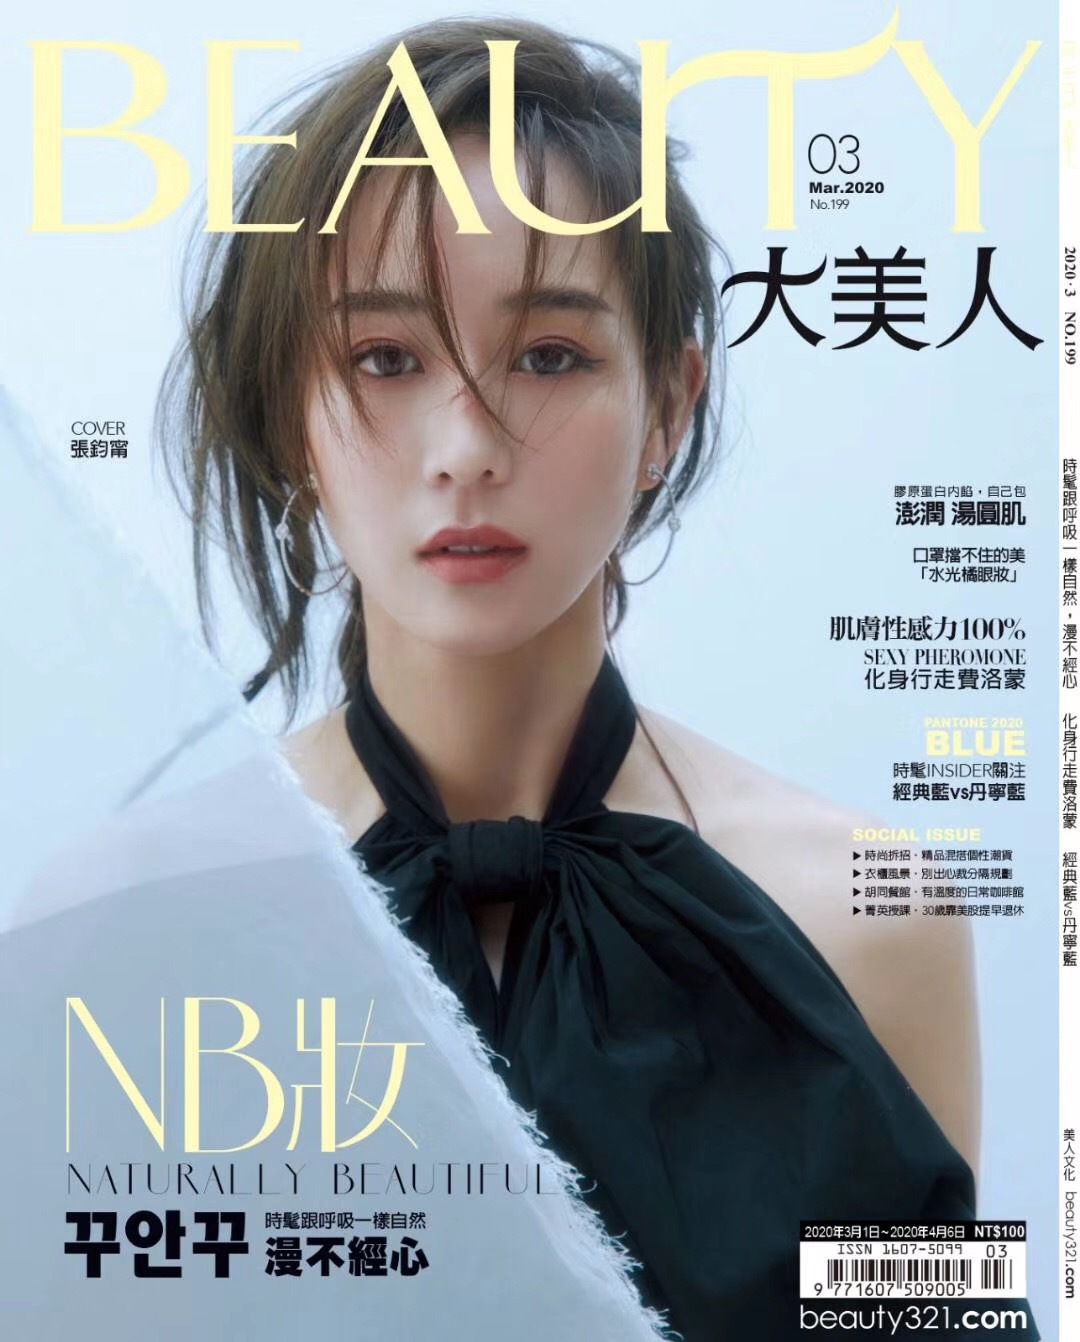 BEAUTY
03
Mar.2020
No.199
大美人
COVER
張鈞甯
膠原蛋白內餡，自己包
澎潤 湯圓肌
口罩擋不住的美
「水光橘眼妝」
肌膚性感力100%
SEXY PHEROMONE
化身行走費洛蒙
PANTONE 2020
BLUE
時髦INSIDER關注
經典藍vs丹寧藍
SOCIAL ISSUE
▶時尚拆招．精品混搭個性潮貨
▶衣櫃風景．別出心裁分隔規劃
▶胡同餐館．有溫度的日常咖啡館
▶菁英授課．30歲靠美股提早退休
NB妝
NATURALLY BEAUTIFUL
꾸안꾸
時髦跟呼吸一樣自然
漫不經心
2020年3月1日~2020年4月6日 NT$100
ISSN 1607-5099 03
9 771607 509005
beauty321.com
2020·3 NO.199
時髦跟呼吸一樣自然，漫不經心
化身行走費洛蒙
經典藍vs丹寧藍
美人文化 beauty321.com